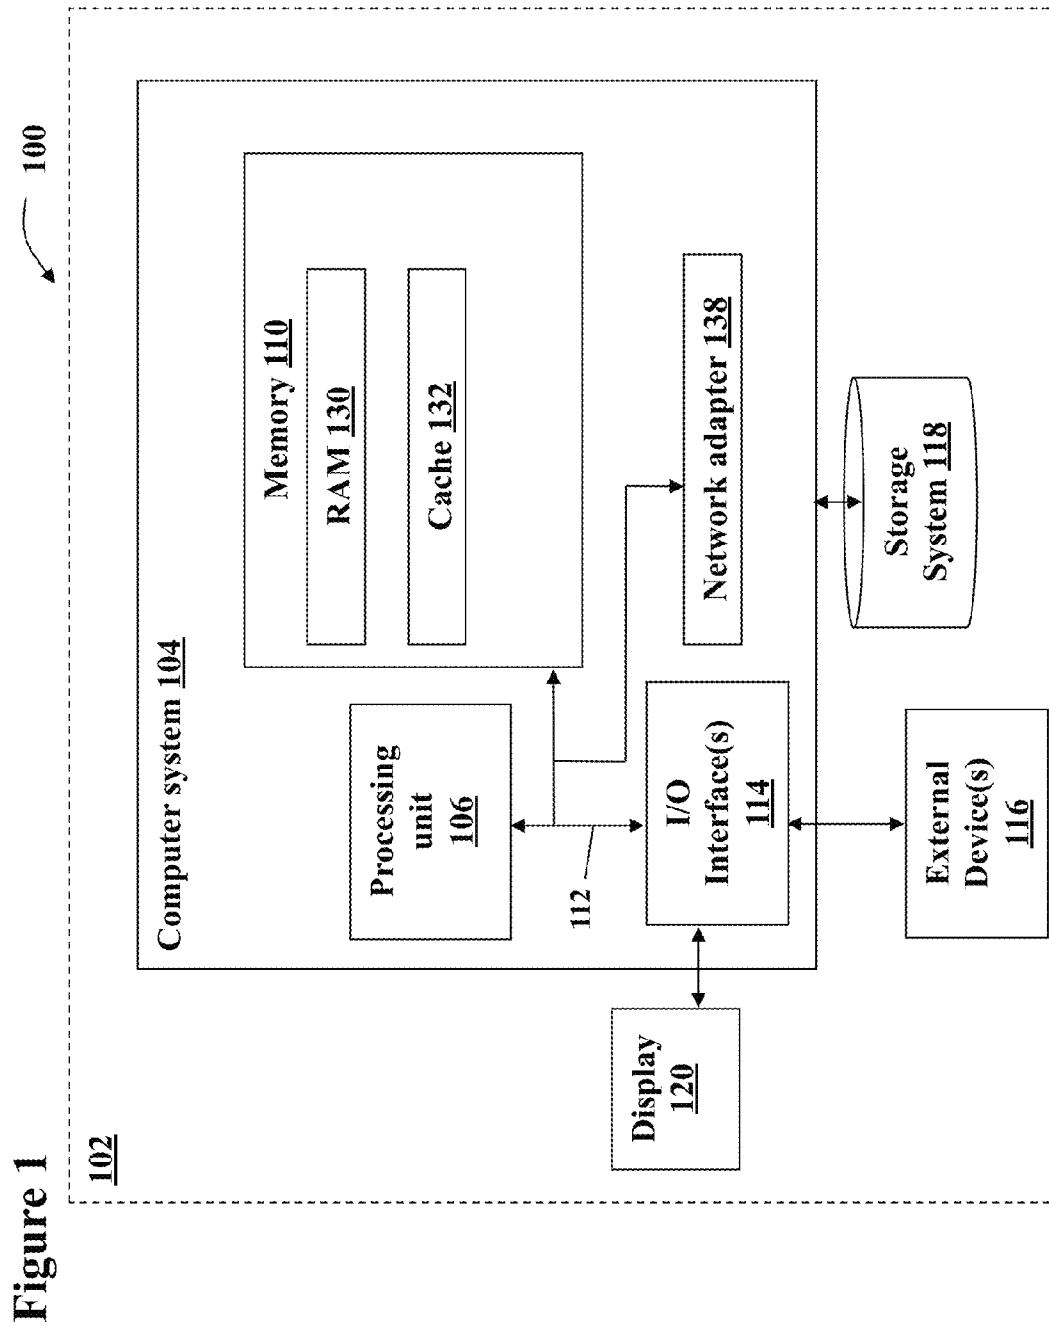 Figure 1
100
102
Computer system 104
Memory 110
RAM 130
Cache 132
Processing
unit
106
112
Network adapter 138
I/O
Interface(s)
114
Display
120
Storage
System 118
External
Device(s)
116